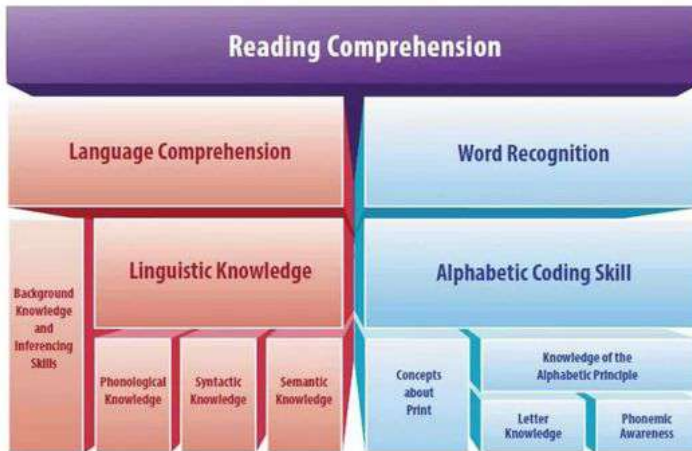 Reading Comprehension
Language Comprehension
Word Recognition
Background
Knowledge
and
Inferencing
Skills
Linguistic Knowledge
Alphabetic Coding Skill
Phonological
Knowledge
Syntactic
Knowledge
Semantic
Knowledge
Concepts
about
Print
Knowledge of the
Alphabetic Principle
Letter
Knowledge
Phonemic
Awareness